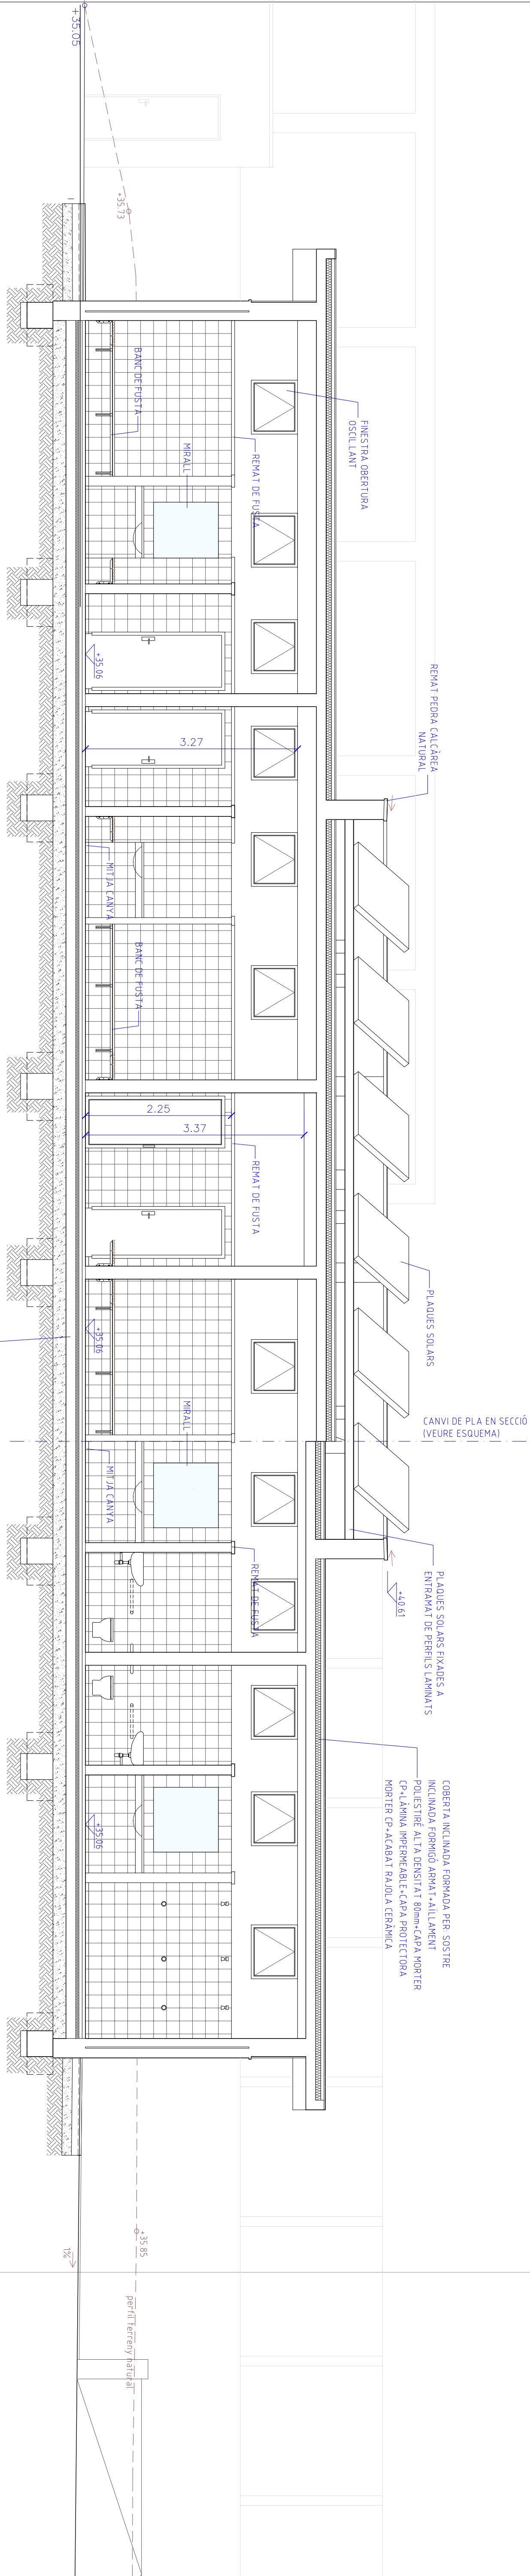 +35.05
+35.73
BANC DE FUSTA
MIRALL
REMAT DE FUSTA
FINESTRA OBERTURA
OSCIL.LANT
+35.06
REMAT PEDRA CALCÀREA
NATURAL
3.27
MITJA CANYA
BANC DE FUSTA
2.25
3.37
REMAT DE FUSTA
PLAQUES SOLARS
+35.06
MIRALL
CANVI DE PLA EN SECCIÓ
(VEURE ESQUEMA)
MITJA CANYA
REMAT DE FUSTA
PLAQUES SOLARS FIXADES A
ENTRAMAT DE PERFILS LAMINATS
+40.61
COBERTA INCLINADA FORMADA PER: SOSTRE
INCLINADA FORMIGÓ ARMAT+AÏLLAMENT
POLIESTIRÈ ALTA DENSITAT 80mm+CAPA MORTER
CP+LÀMINA IMPERMEABLE+CAPA PROTECTORA
MORTER CP+ACABAT RAJOLA CERÀMICA
+35.06
+35.85
1%
perfil terreny natural